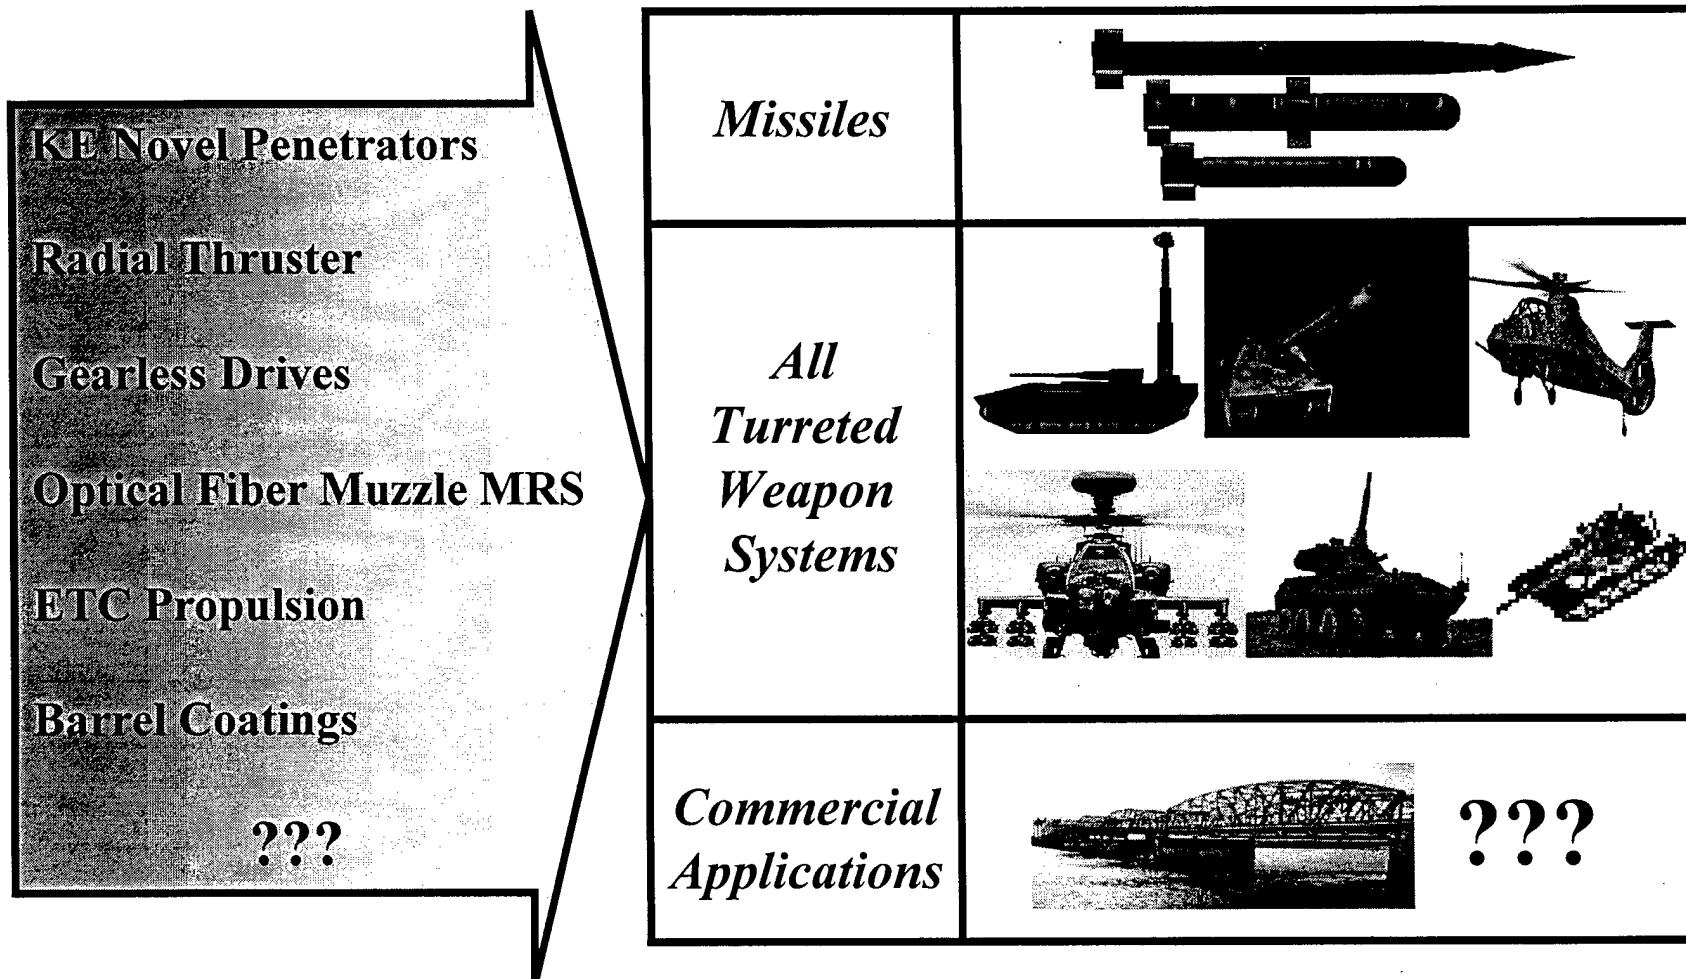 KE Novel Penetrators
Radial Thruster
Gearless Drives
Optical Fiber Muzzle MRS
ETC Propulsion
Barrel Coatings
???
Missiles
All
Turreted
Weapon
Systems
Commercial
Applications
???